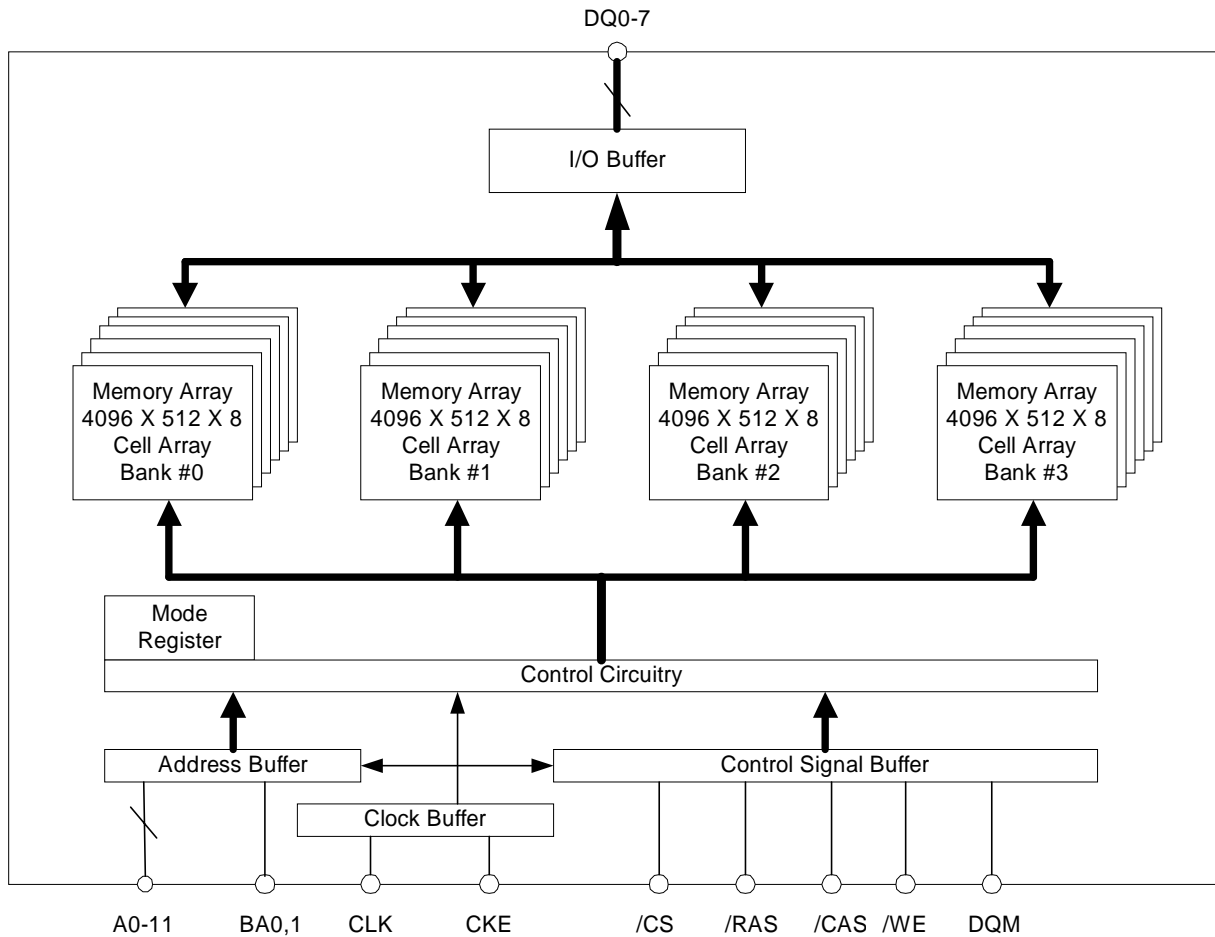 DQ0-7
I/O Buffer
Memory Array
4096 X 512 X 8
Cell Array
Bank #0
Memory Array
4096 X 512 X 8
Cell Array
Bank #1
Memory Array
4096 X 512 X 8
Cell Array
Bank #2
Memory Array
4096 X 512 X 8
Cell Array
Bank #3
Mode
Register
Control Circuitry
Address Buffer
Control Signal Buffer
Clock Buffer
A0-11 BA0,1 CLK CKE /CS /RAS /CAS /WE DQM